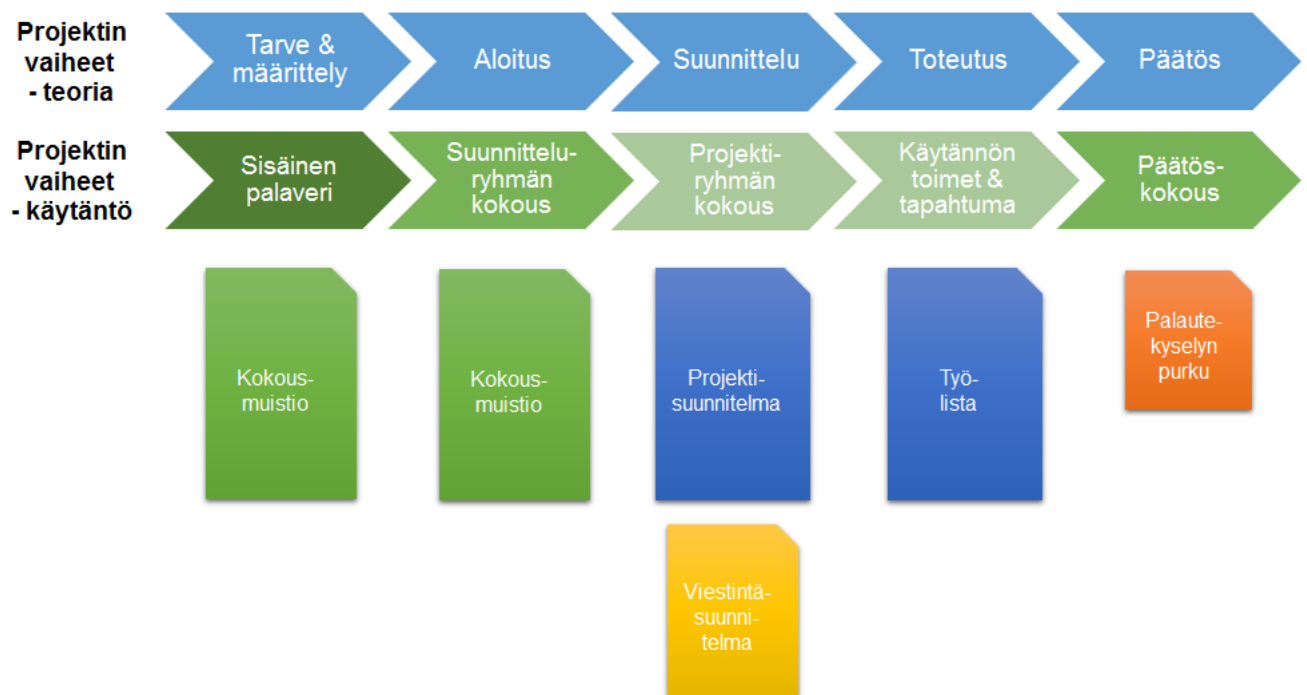 Projektin
vaiheet
- teoria
Tarve &
määrittely
Aloitus
Suunnittelu
Toteutus
Päätös
Projektin
vaiheet
- käytäntö
Sisäinen
palaveri
Suunnittelu-
ryhmän
kokous
Projekti-
ryhmän
kokous
Käytännön
toimet &
tapahtuma
Päätös-
kokous
Kokous-
muistio
Kokous-
muistio
Projekti-
suunnitelma
Työ-
lista
Palaute-
kyselyn
purku
Viestintä-
suunni-
telma